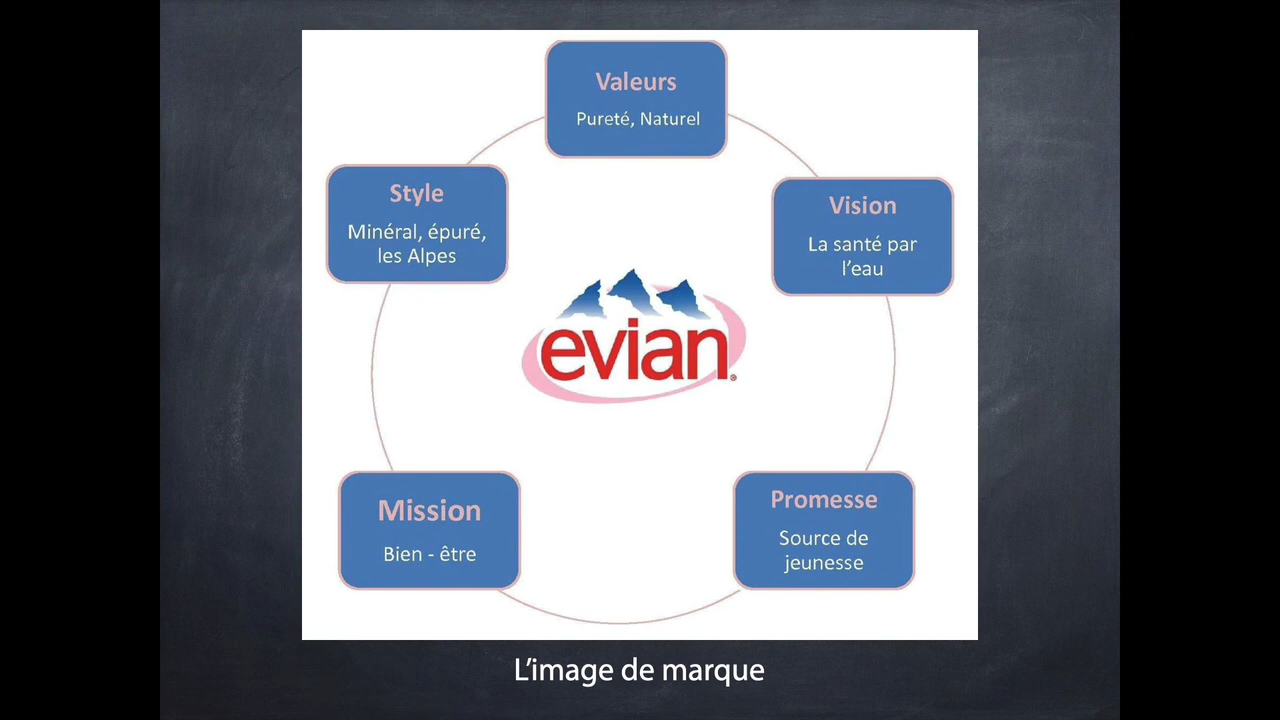 Valeurs
Pureté, Naturel
Style
Minéral, épuré,
les Alpes
Vision
La santé par
l’eau
evian®
Mission
Bien - être
Promesse
Source de
jeunesse
L’image de marque